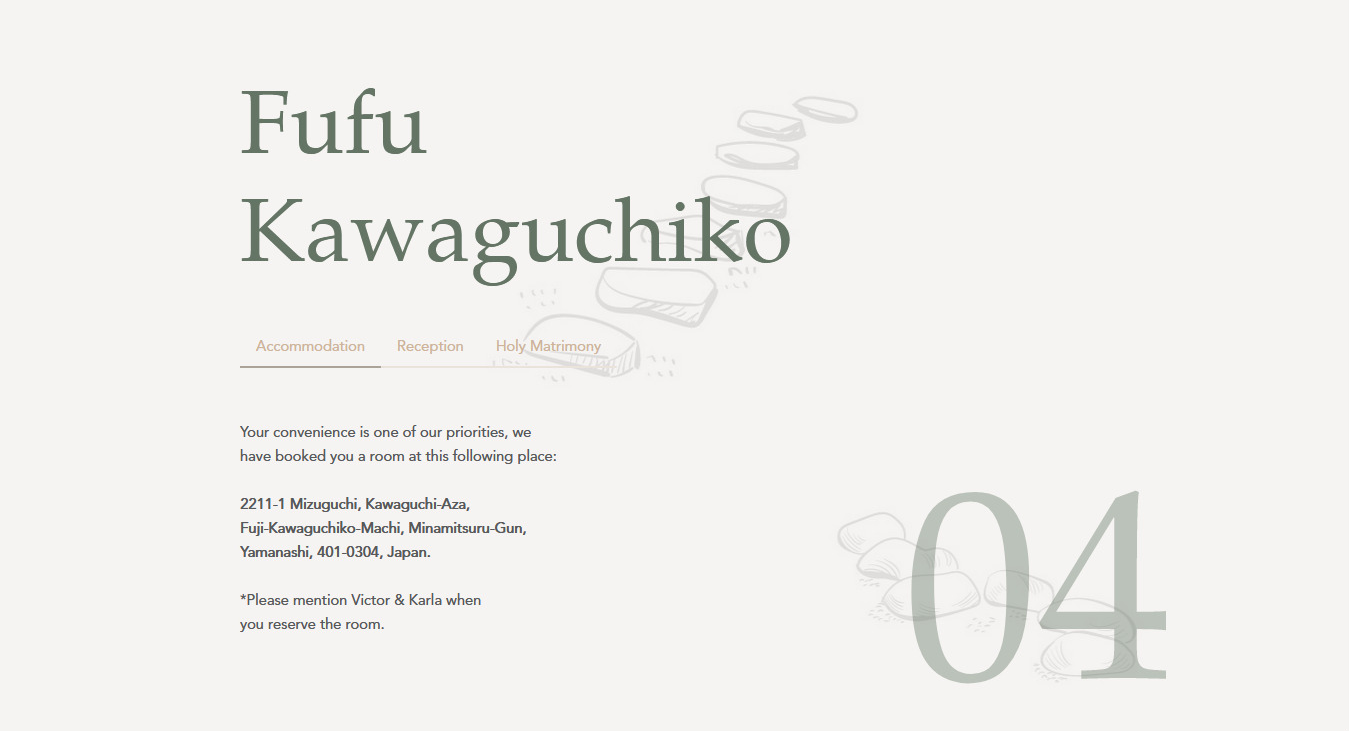 Fufu
Kawaguchiko
Accommodation Reception Holy Matrimony
Your convenience is one of our priorities, we
have booked you a room at this following place:
2211-1 Mizuguchi, Kawaguchi-Aza,
Fuji-Kawaguchiko-Machi, Minamitsuru-Gun,
Yamanashi, 401-0304, Japan.
*Please mention Victor & Karla when
you reserve the room.
04